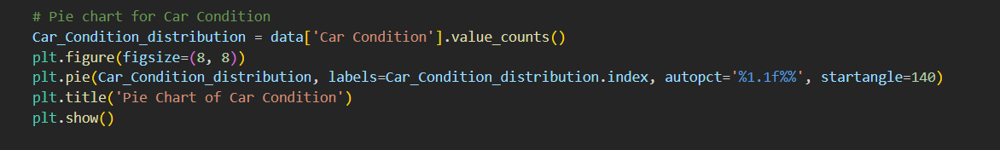 # Pie chart for Car Condition
Car_Condition_distribution = data['Car Condition'].value_counts()
plt.figure(figsize=(8, 8))
plt.pie(Car_Condition_distribution, labels=Car_Condition_distribution.index, autopct='%1.1f%%', startangle=140)
plt.title('Pie Chart of Car Condition')
plt.show()